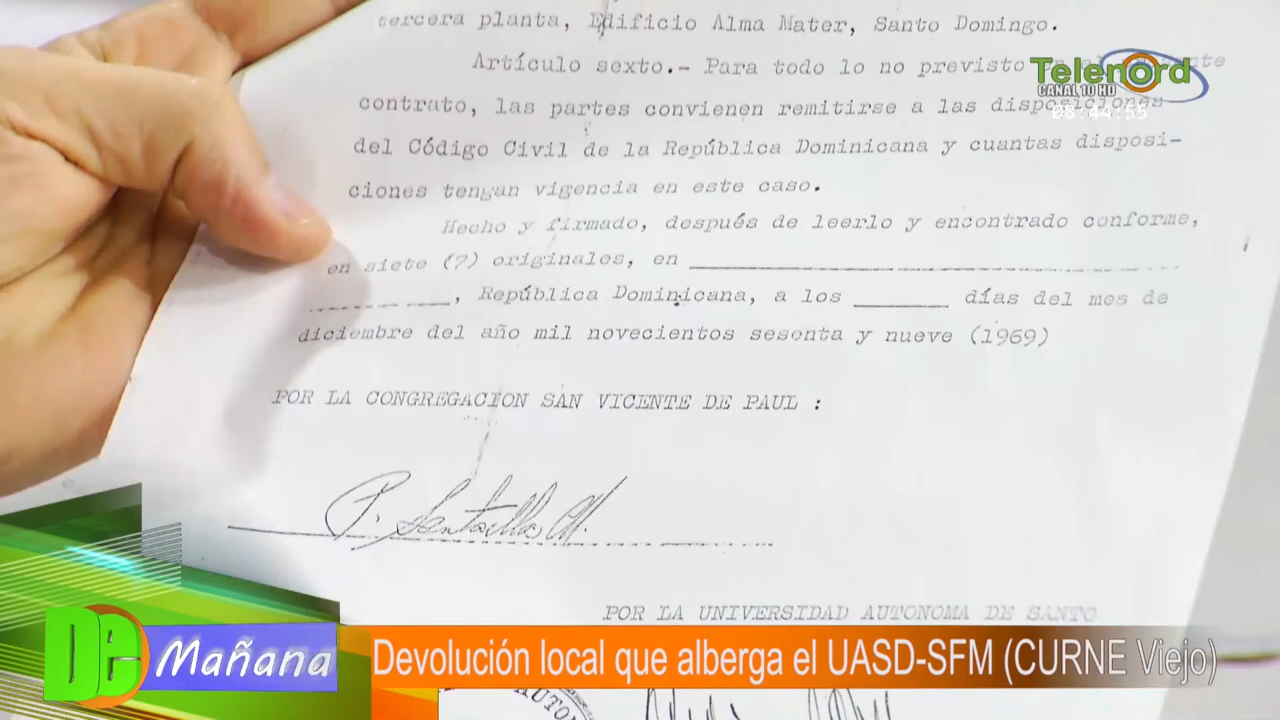 tercera planta, Edificio Alma Mater, Santo Domingo.
Artículo sexto.- Para todo lo no previsto
contrato, las partes convienen remitirse a las disposiciones
del Código Civil de la República Dominicana y cuantas disposi-
ciones tengan vigencia en este caso.
Hecho y firmado, después de leerlo y encontrado conforme,
en siete (7) originales, en
, República Dominicana, a los ______ días del mes de
diciembre del año mil novecientos sesenta y nueve (1969)
POR LA CONGREGACION SAN VICENTE DE PAUL :
POR LA UNIVERSIDAD AUTONOMA DE SANTO
Telenord
CANAL 10 HD
08:44:55
De Mañana
Devolución local que alberga el UASD-SFM (CURNE Viejo)